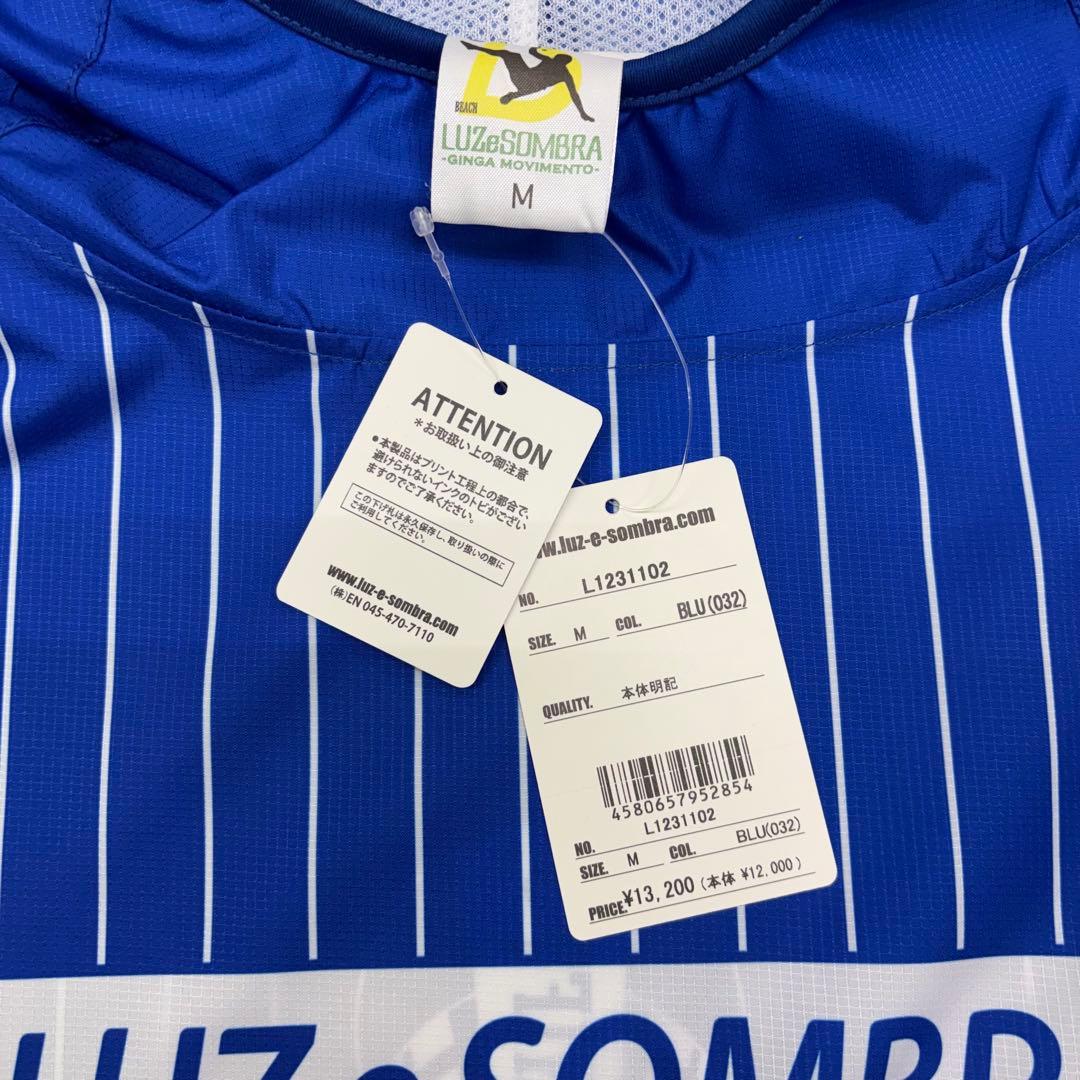 BEACH
LUZeSOMBRA
-GINGA MOVIMENTO-
M
ATTENTION
*お取扱い上の御注意
●本製品はプリント工程上の都合で、
避けられないインクのトビがござい
ますのでご了承ください。
この下げ札は永久保存し、取り扱いの際に
ご利用してください。
www.luz-e-sombra.com
(株)EN 045-470-7110
w.luz-e-sombra.com
NO. L1231102
SIZE. M COL. BLU(032)
QUALITY. 本体明記
4580657952854
NO. L1231102
SIZE. M COL. BLU(032)
PRICE. ¥13,200 (本体 ¥12,000)
LUZeSOMBR